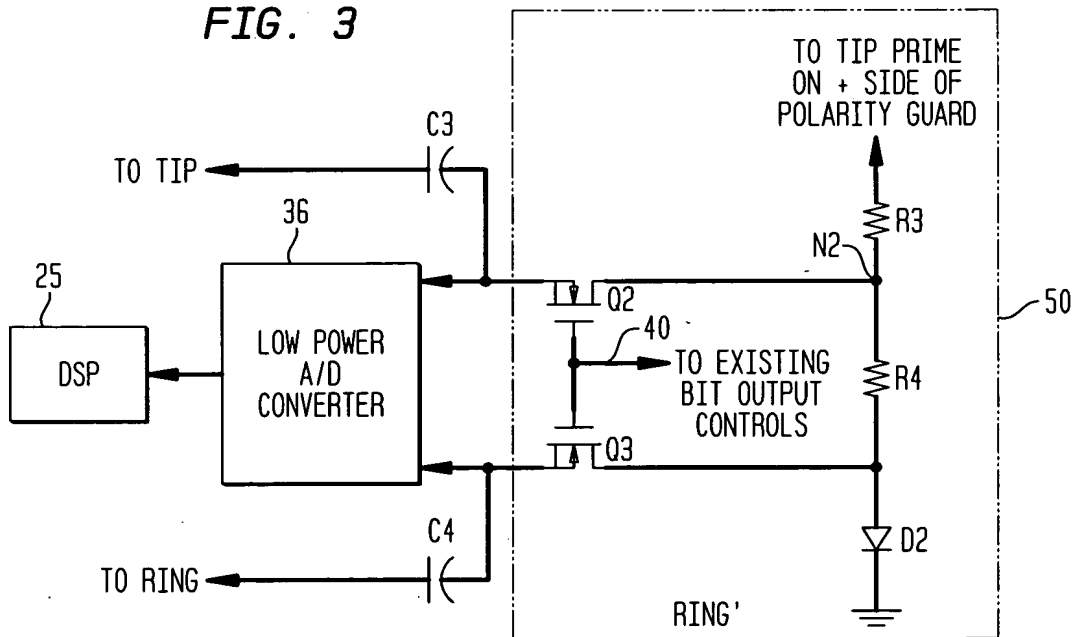 FIG. 3
TO TIP PRIME
ON + SIDE OF
POLARITY GUARD
C3
TO TIP
R3
36
N2
25
Q2
50
40
DSP
LOW POWER
A/D
CONVERTER
TO EXISTING
BIT OUTPUT
CONTROLS
R4
Q3
C4
D2
TO RING
RING'